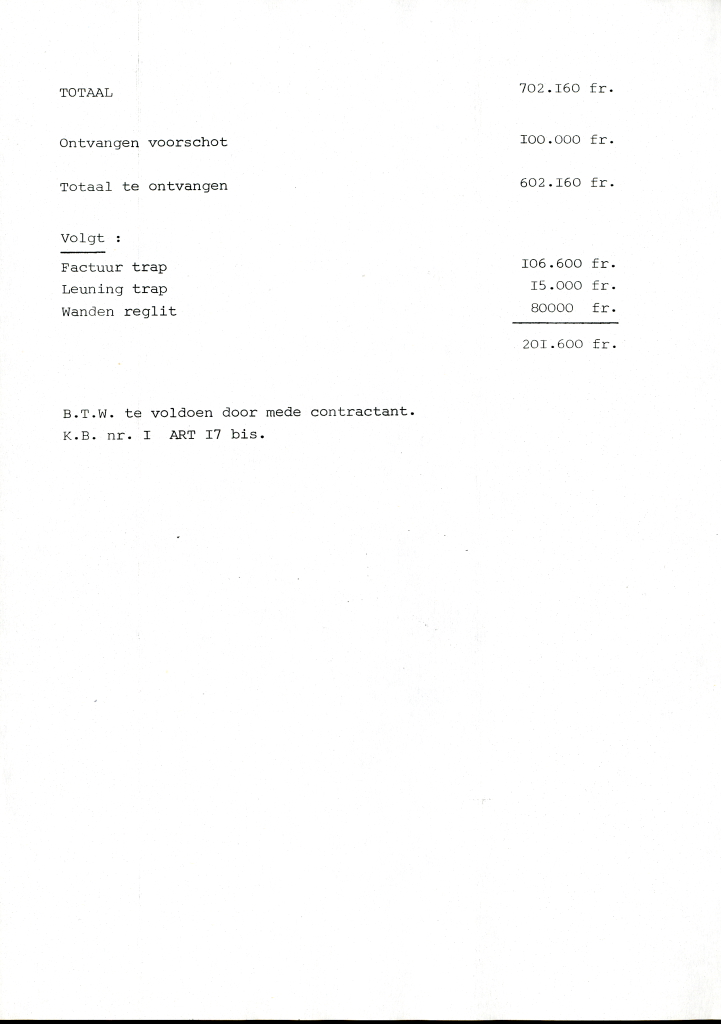 TOTAAL 702.I60 fr.
Ontvangen voorschot I00.000 fr.
Totaal te ontvangen 602.I60 fr.
Volgt :
Factuur trap I06.600 fr.
Leuning trap I5.000 fr.
Wanden reglit 80000 fr.
20I.600 fr.
B.T.W. te voldoen door mede contractant.
K.B. nr. I ART I7 bis.